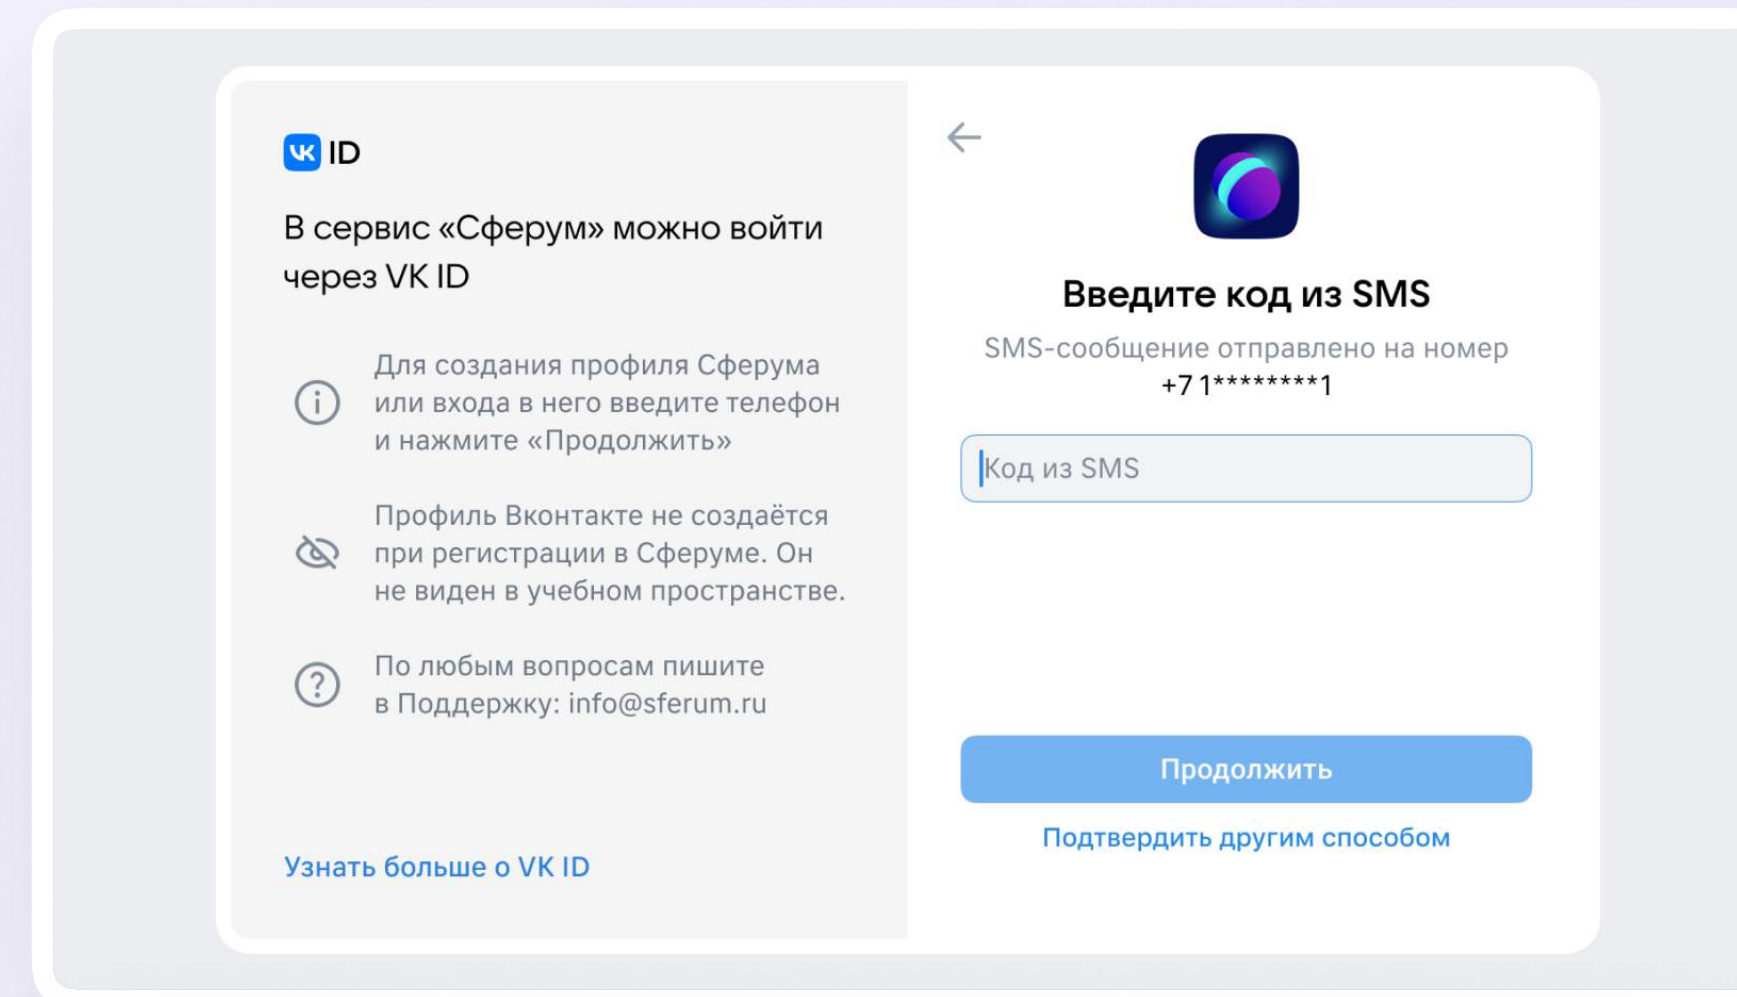 VK ID
В сервис «Сферум» можно войти
через VK ID
Для создания профиля Сферума
или входа в него введите телефон
и нажмите «Продолжить»
Профиль Вконтакте не создаётся
при регистрации в Сферуме. Он
не виден в учебном пространстве.
По любым вопросам пишите
в Поддержку: info@sferum.ru
Узнать больше о VK ID
Введите код из SMS
SMS-сообщение отправлено на номер
+7 1********1
Код из SMS
Продолжить
Подтвердить другим способом